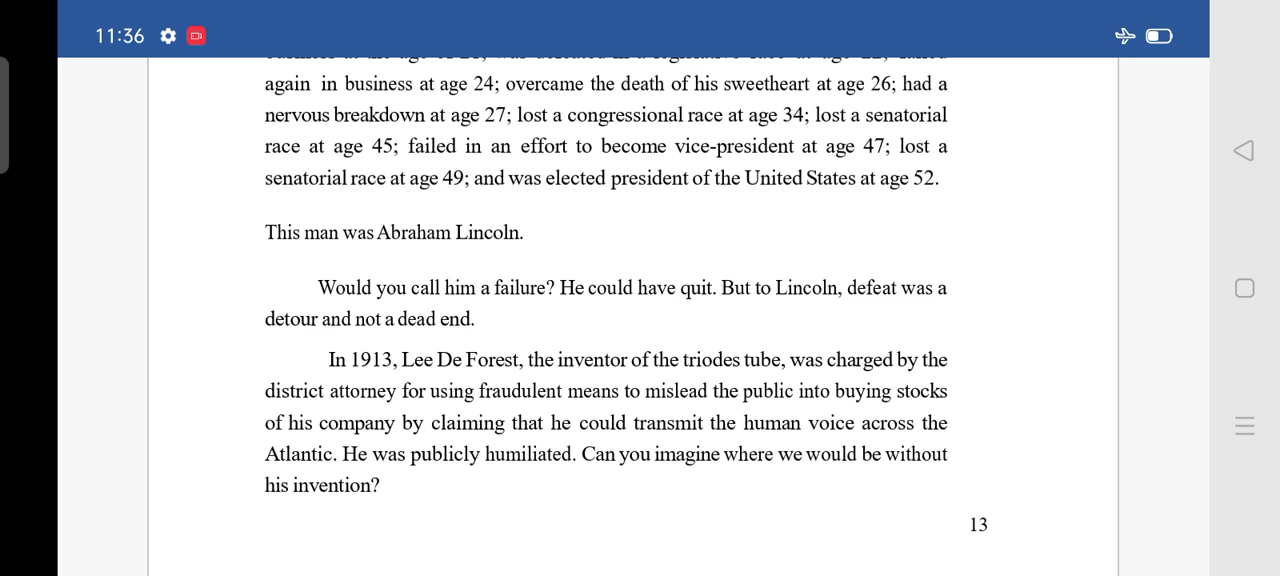 11:36
again in business at age 24; overcame the death of his sweetheart at age 26; had a
nervous breakdown at age 27; lost a congressional race at age 34; lost a senatorial
race at age 45; failed in an effort to become vice-president at age 47; lost a
senatorial race at age 49; and was elected president of the United States at age 52.
This man was Abraham Lincoln.
Would you call him a failure? He could have quit. But to Lincoln, defeat was a
detour and not a dead end.
In 1913, Lee De Forest, the inventor of the triodes tube, was charged by the
district attorney for using fraudulent means to mislead the public into buying stocks
of his company by claiming that he could transmit the human voice across the
Atlantic. He was publicly humiliated. Can you imagine where we would be without
his invention?
13